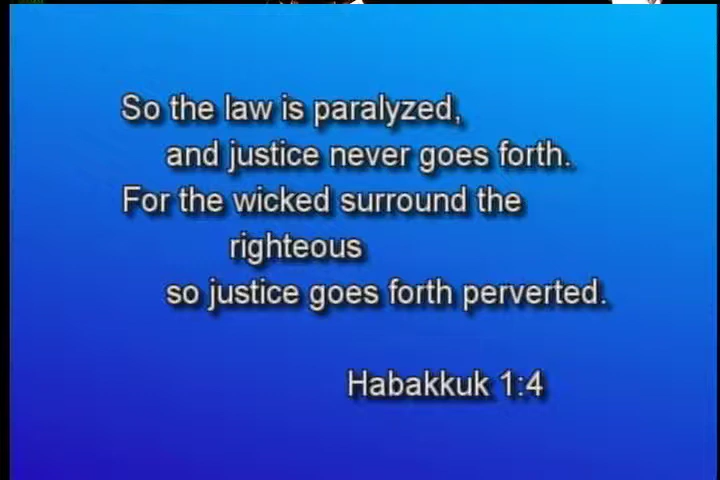 So the law is paralyzed,
and justice never goes forth.
For the wicked surround the
righteous
so justice goes forth perverted.
Habakkuk 1:4